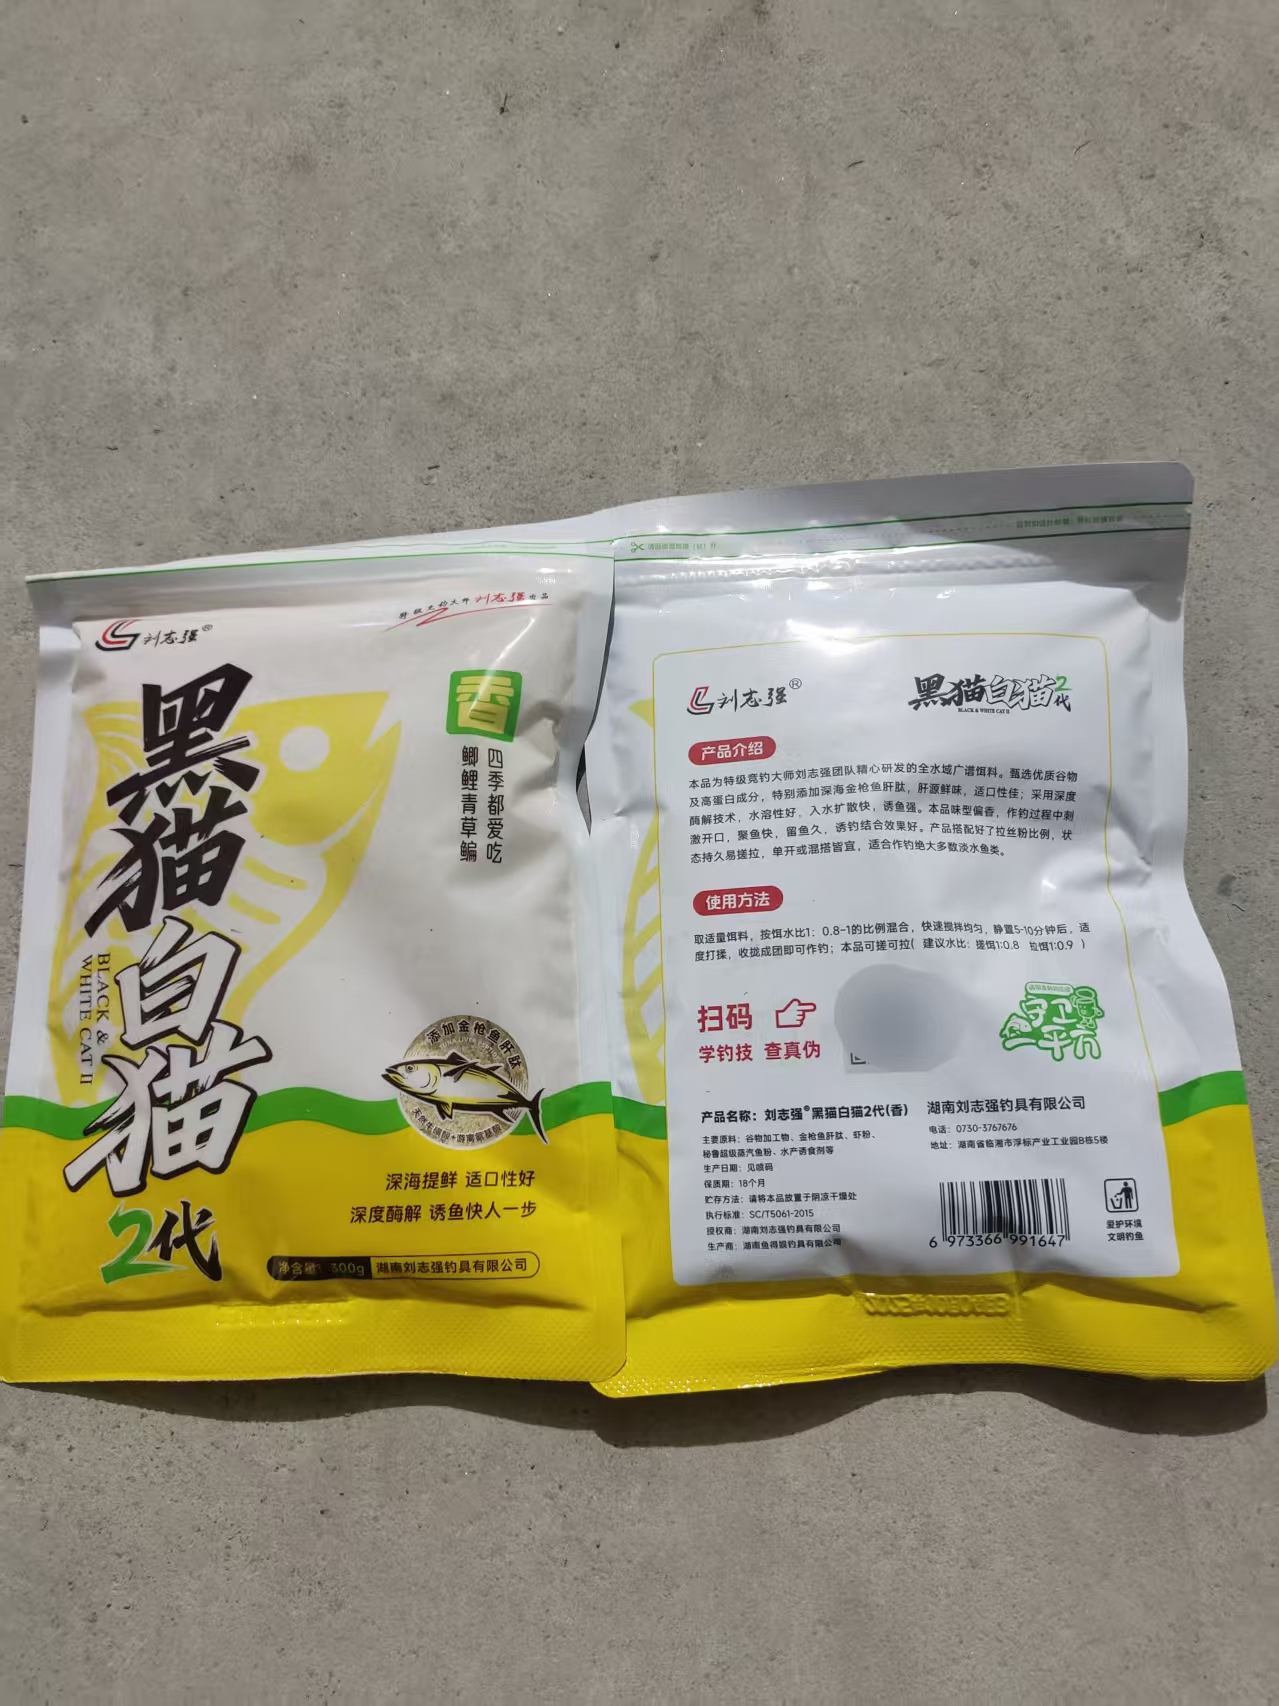 刘志强®
特级竞钓大师 刘志强 出品
黑猫白猫
2代
BLACK &
WHITE CAT II
香
四季都爱吃
鲫鲤青草鳊
添加金枪鱼肝肽
深海提鲜 适口性好
深度酶解 诱鱼快人一步
净含量: 300g 湖南刘志强钓具有限公司
刘志强®
黑猫白猫2代
BLACK & WHITE CAT II
产品介绍
本品为特级竞钓大师刘志强团队精心研发的全水域广谱饵料。甄选优质谷物
及高蛋白成分，特别添加深海金枪鱼肝肽，肝源鲜味，适口性佳；采用深度
酶解技术，水溶性好，入水扩散快，诱鱼强。本品味型偏香，作钓过程中刺
激开口，聚鱼快，留鱼久，诱钓结合效果好。产品搭配好了拉丝粉比例，状
态持久易搓拉，单开或混搭皆宜，适合作钓绝大多数淡水鱼类。
使用方法
取适量饵料，按饵水比1：0.8-1的比例混合，快速搅拌均匀，静置5-10分钟后，适
度打揉，收拢成团即可作钓；本品可搓可拉( 建议水比：搓饵1:0.8 拉饵1:0.9 )
扫码
学钓技 查真伪
守卫
一平方
产品名称：刘志强®黑猫白猫2代(香)
主要原料：谷物加工物、金枪鱼肝肽、虾粉、
秘鲁超级蒸汽鱼粉、水产诱食剂等
生产日期：见喷码
保质期：18个月
贮存方法：请将本品放置于阴凉干燥处
执行标准：SC/T5061-2015
授权商：湖南刘志强钓具有限公司
生产商：湖南鱼得娱钓具有限公司
湖南刘志强钓具有限公司
电话：0730-3767676
地址：湖南省临湘市浮标产业工业园B栋5楼
6 973366 991647
爱护环境
文明钓鱼